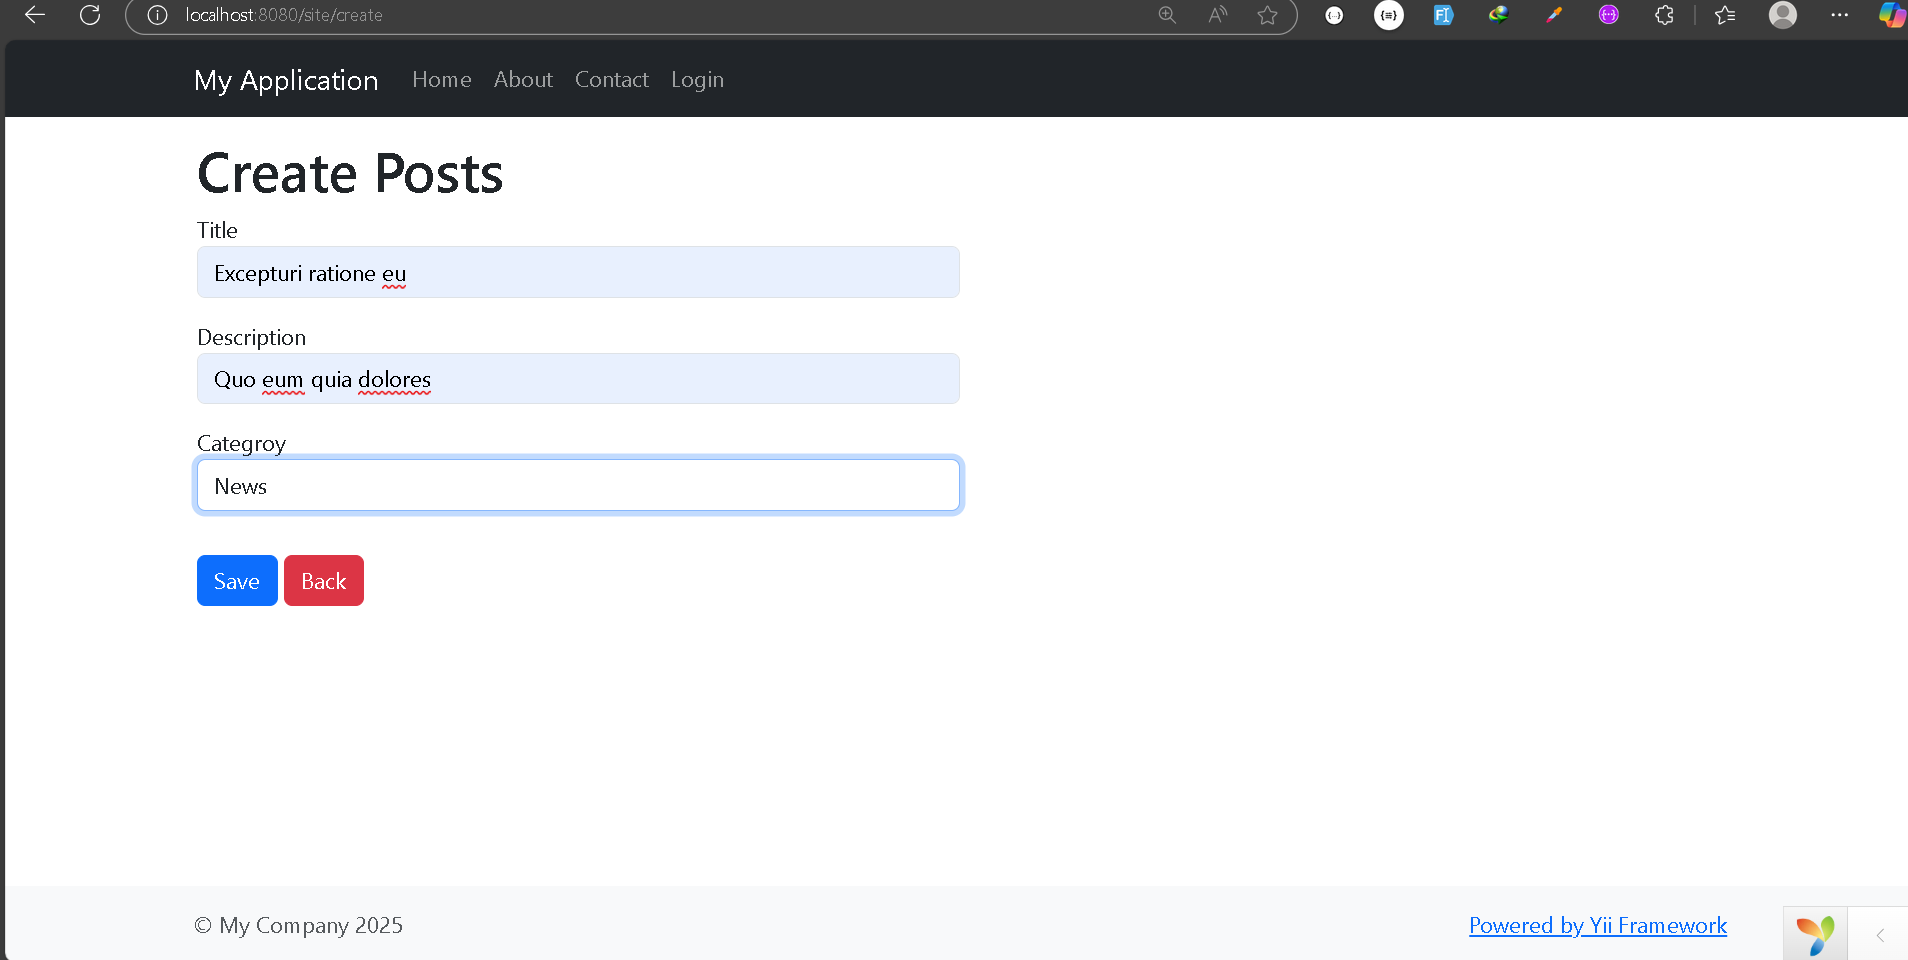 localhost:8080/site/create
My Application Home About Contact Login
Create Posts
Title
Excepturi ratione eu
Description
Quo eum quia dolores
Categroy
News
Save Back
© My Company 2025 Powered by Yii Framework